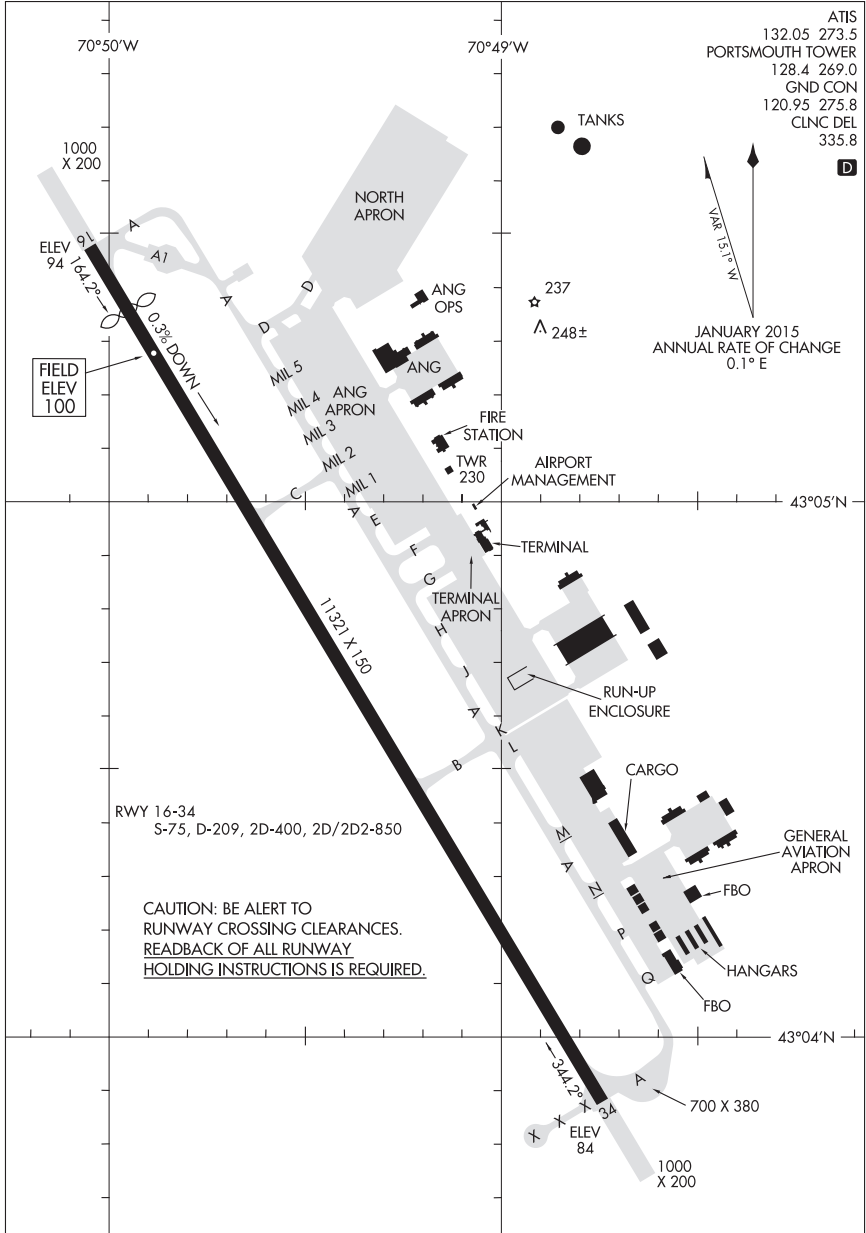 ATIS
132.05 273.5
PORTSMOUTH TOWER
128.4 269.0
GND CON
120.95 275.8
CLNC DEL
335.8
D
70°50'W
70°49'W
1000
X 200
TANKS
NORTH
APRON
VAR 15.1° W
JANUARY 2015
ANNUAL RATE OF CHANGE
0.1° E
A
16
ELEV
94
164.2°
A1
A
D
D
ANG
OPS
237
248±
0.3% DOWN
FIELD
ELEV
100
MIL 5
MIL 4
MIL 3
MIL 2
MIL 1
ANG
APRON
ANG
FIRE
STATION
TWR
230
AIRPORT
MANAGEMENT
C
A
E
43°05'N
F
G
TERMINAL
TERMINAL
APRON
H
11321 X 150
J
A
RUN-UP
ENCLOSURE
K
L
B
CARGO
RWY 16-34
S-75, D-209, 2D-400, 2D/2D2-850
M
A
N
GENERAL
AVIATION
APRON
FBO
CAUTION: BE ALERT TO
RUNWAY CROSSING CLEARANCES.
READBACK OF ALL RUNWAY
HOLDING INSTRUCTIONS IS REQUIRED.
P
HANGARS
Q
FBO
43°04'N
344.2°
A
700 X 380
34
X
X
X
ELEV
84
1000
X 200